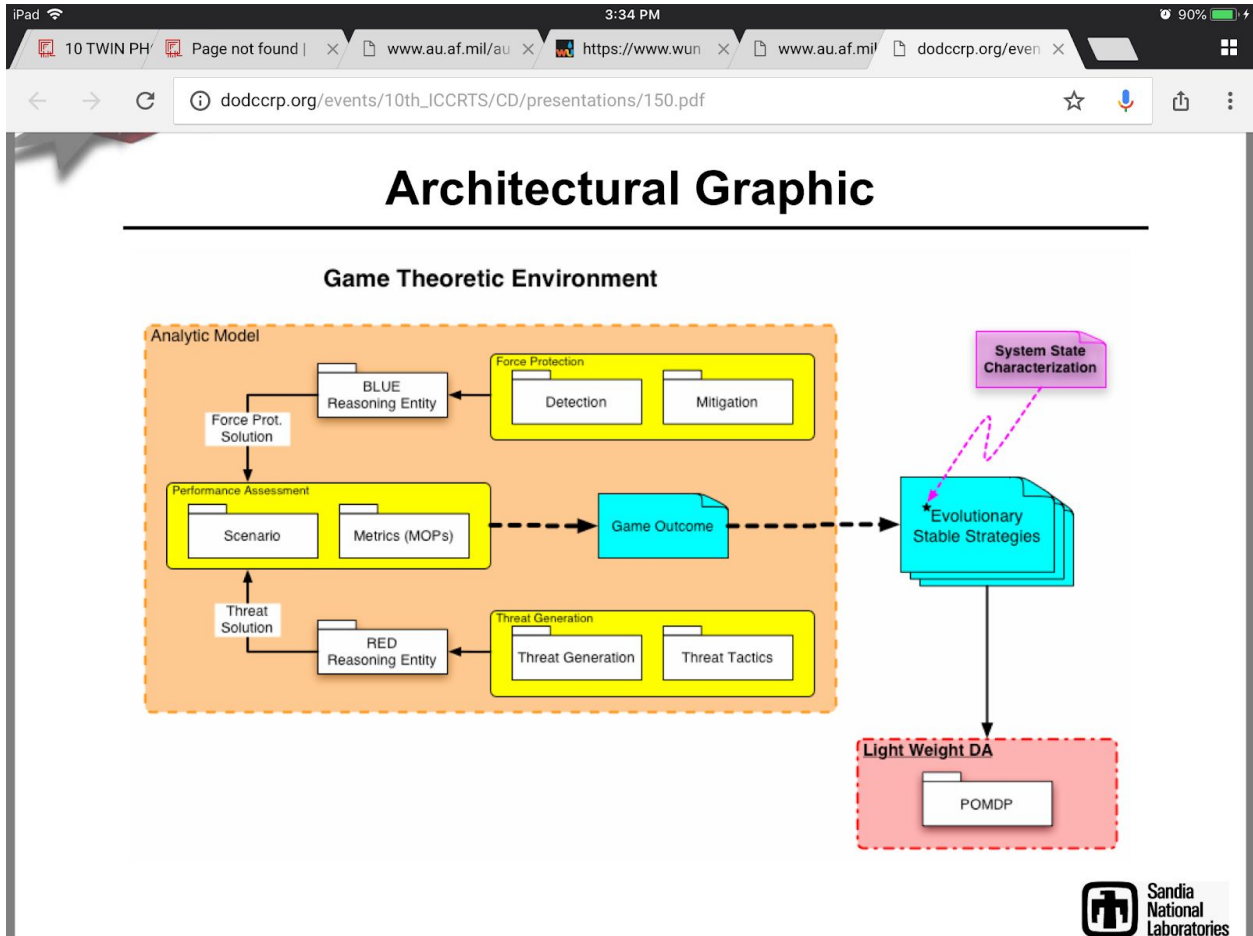 iPad
3:34 PM
90%
10 TWIN PH
Page not found |
www.au.af.mil/au
https://www.wun
www.au.af.mil
dodccrp.org/even
dodccrp.org/events/10th_ICCRTS/CD/presentations/150.pdf
Architectural Graphic
Game Theoretic Environment
Analytic Model
BLUE
Reasoning Entity
Force Protection
Detection
Mitigation
System State
Characterization
Force Prot.
Solution
Performance Assessment
Scenario
Metrics (MOPs)
Game Outcome
Evolutionary
Stable Strategies
Threat
Solution
RED
Reasoning Entity
Threat Generation
Threat Generation
Threat Tactics
Light Weight DA
POMDP
Sandia
National
Laboratories